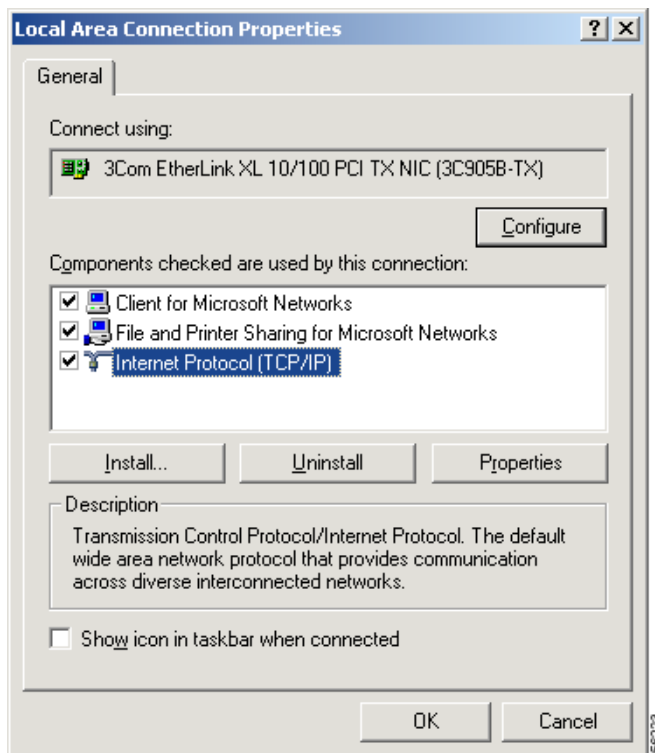 Local Area Connection Properties
General
Connect using:
3Com EtherLink XL 10/100 PCI TX NIC (3C905B-TX)
Configure
Components checked are used by this connection:
Client for Microsoft Networks
File and Printer Sharing for Microsoft Networks
Internet Protocol (TCP/IP)
Install...
Uninstall
Properties
Description
Transmission Control Protocol/Internet Protocol. The default
wide area network protocol that provides communication
across diverse interconnected networks.
Show icon in taskbar when connected
OK
Cancel